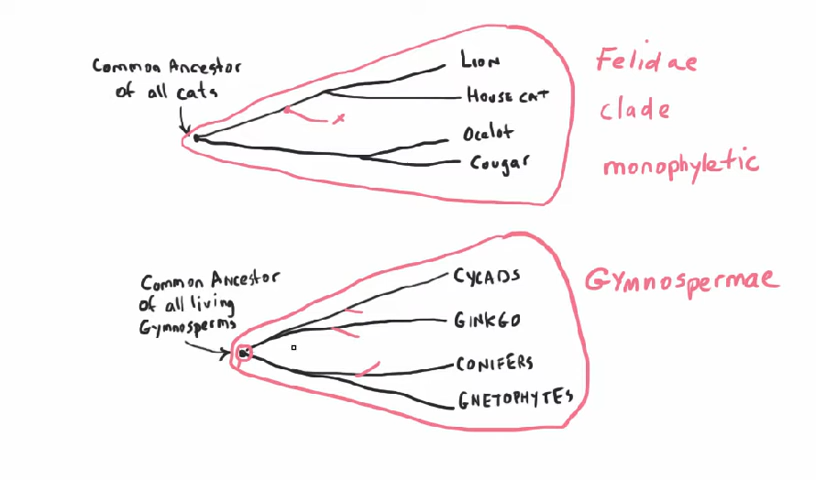 Common Ancestor
of all cats
LION
HOUSE CAT
Ocalot
Cougar
Felidae
clade
monophyletic
x
Common Ancestor
of all living
Gymnosperms
CYCADS
GINKGO
CONIFERS
GNETOPHYTES
Gymnospermae